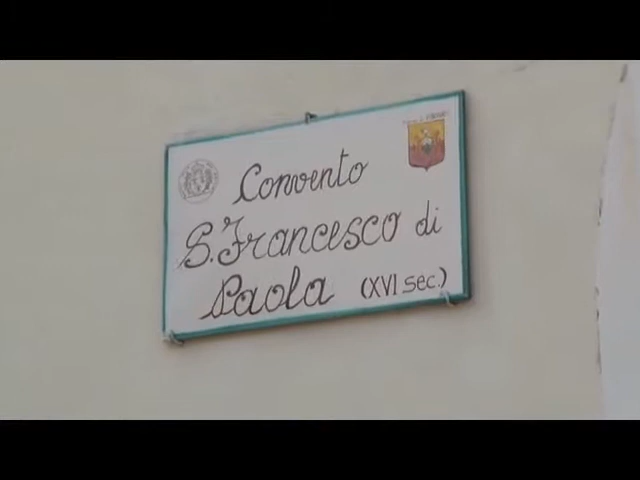 Convento
S. Francesco di
Paola (XVI sec.)